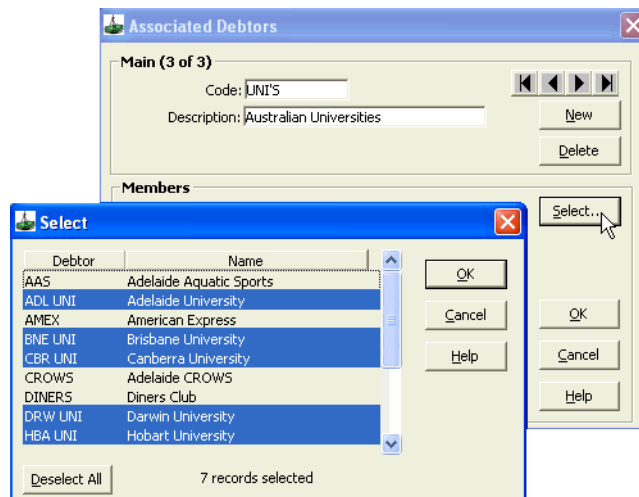 Associated Debtors
Main (3 of 3)
Code: UNI'S
Description: Australian Universities
New
Delete
Members
Select...
OK
Cancel
Help
Select
Debtor Name
AAS Adelaide Aquatic Sports
ADL UNI Adelaide University
AMEX American Express
BNE UNI Brisbane University
CBR UNI Canberra University
CROWS Adelaide CROWS
DINERS Diners Club
DRW UNI Darwin University
HBA UNI Hobart University
OK
Cancel
Help
Deselect All 7 records selected